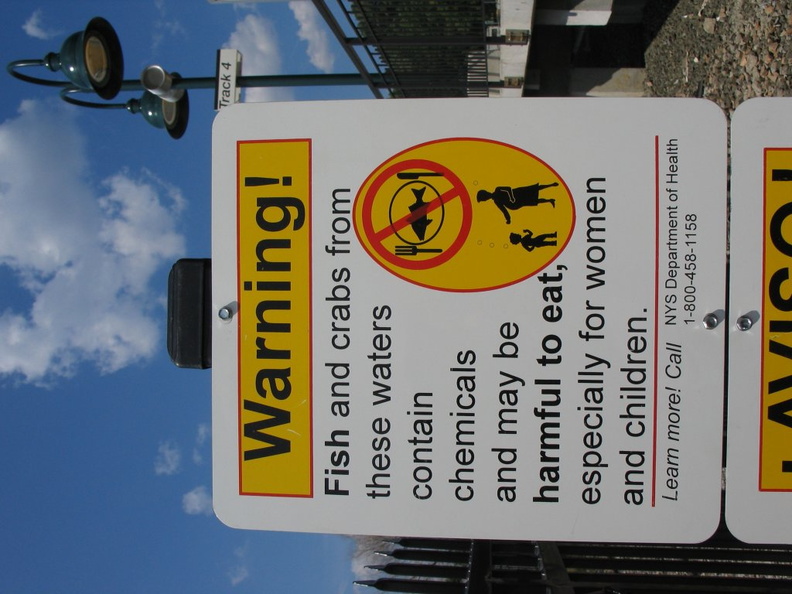 Track 4
Warning!
Fish and crabs from
these waters
contain
chemicals
and may be
harmful to eat,
especially for women
and children.
Learn more! Call NYS Department of Health
1-800-458-1158